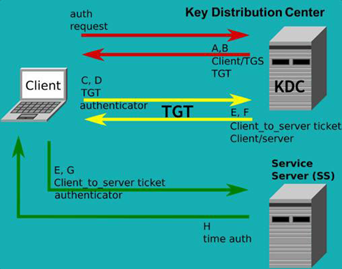 auth
request
Key Distribution Center
A,B
Client/TGS
TGT
KDC
Client
C, D
TGT
authenticator
TGT
E, F
Client_to_server ticket
Client/server
E, G
Client_to_server ticket
authenticator
Service
Server (SS)
H
time auth